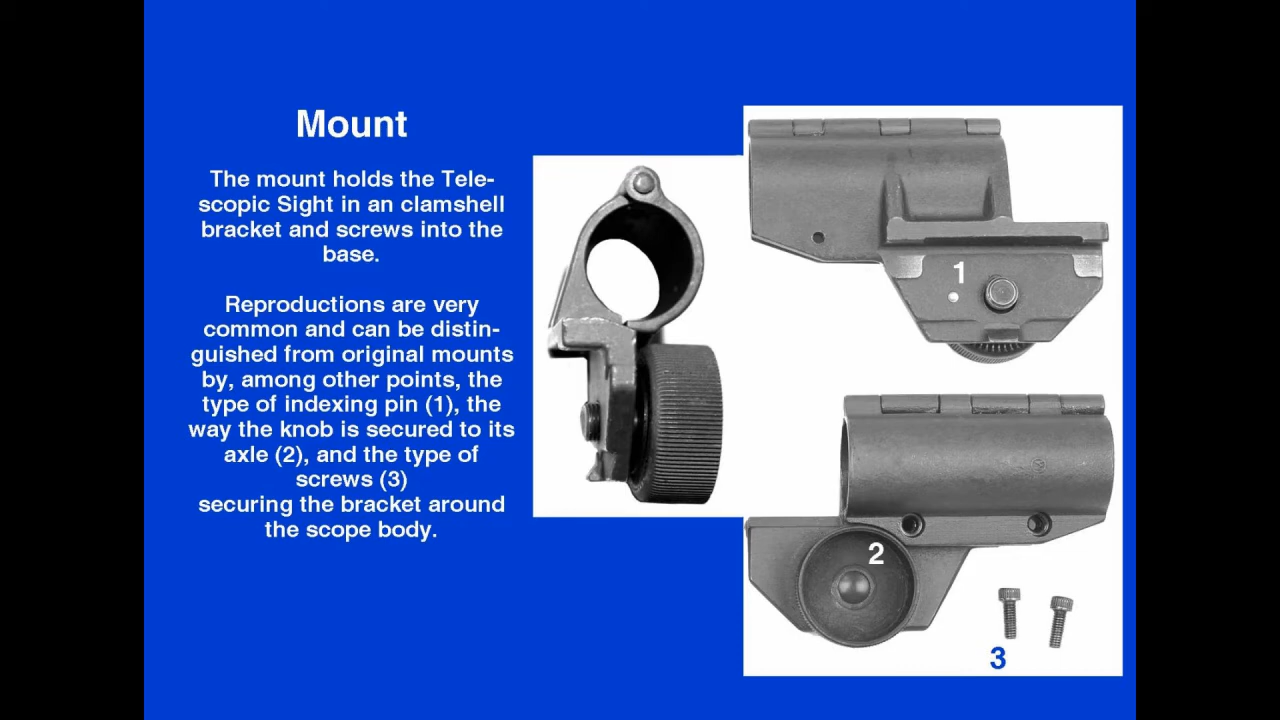 Mount
The mount holds the Tele-
scopic Sight in an clamshell
bracket and screws into the
base.
Reproductions are very
common and can be distin-
guished from original mounts
by, among other points, the
type of indexing pin (1), the
way the knob is secured to its
axle (2), and the type of
screws (3)
securing the bracket around
the scope body.
1
2
3